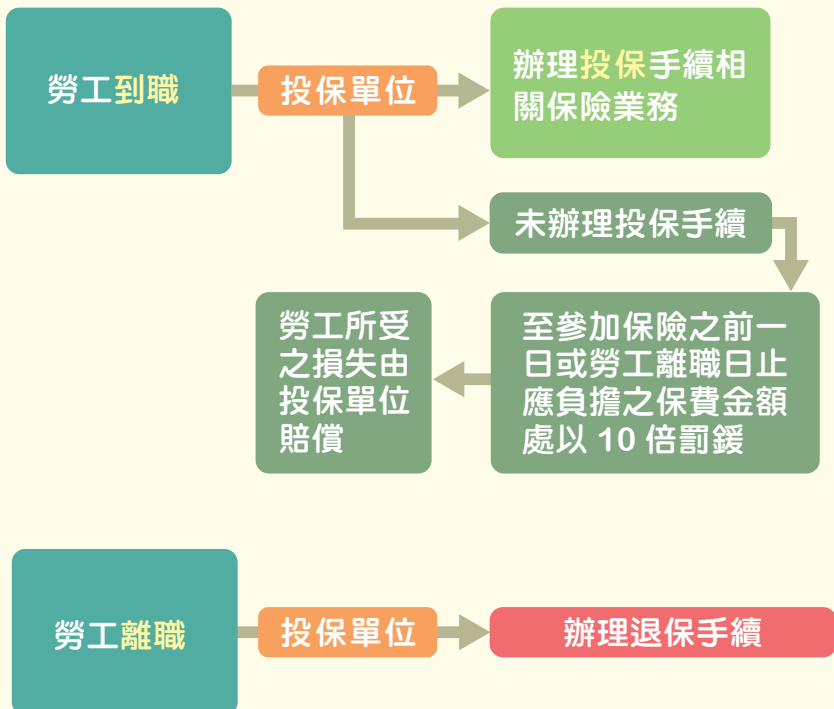 勞工到職
投保單位
辦理投保手續相
關保險業務
未辦理投保手續
至參加保險之前一
日或勞工離職日止
應負擔之保費金額
處以 10 倍罰鍰
勞工所受
之損失由
投保單位
賠償
勞工離職
投保單位
辦理退保手續